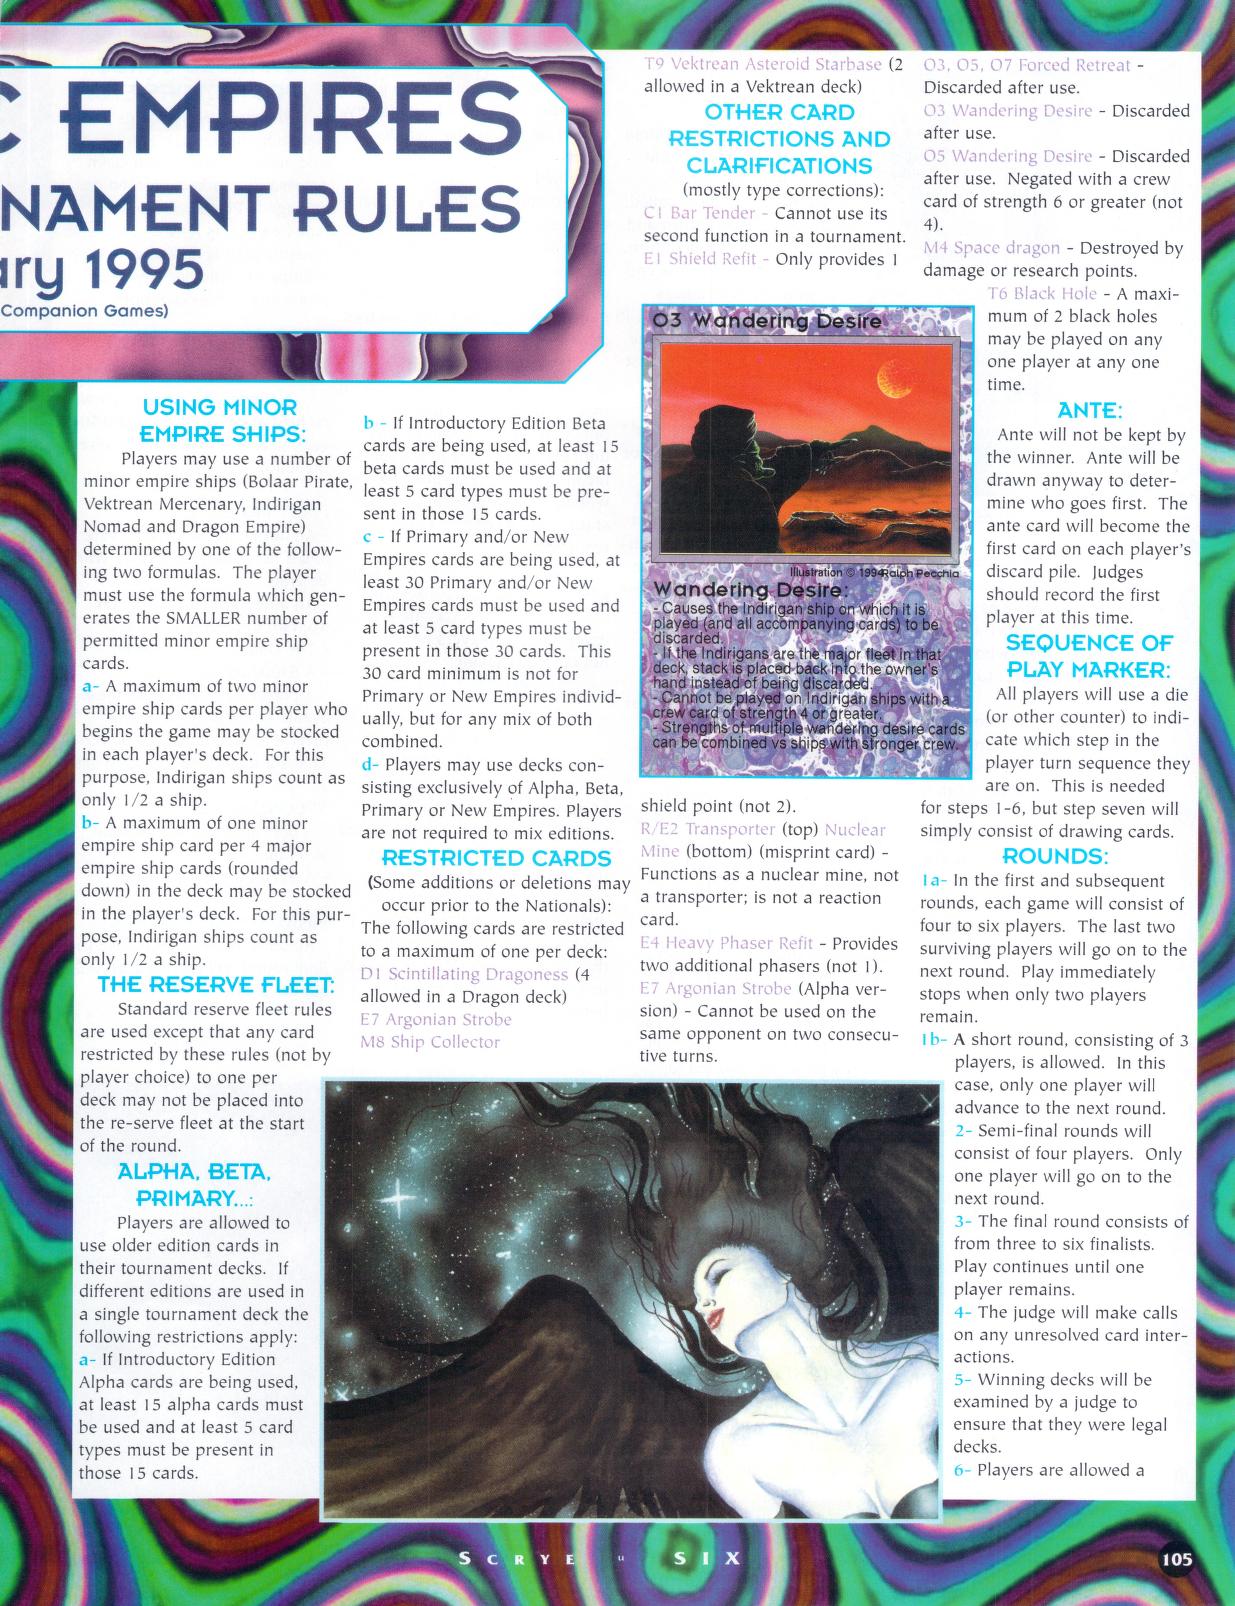 C EMPIRES
NAMENT RULES
ary 1995
Companion Games)
USING MINOR
EMPIRE SHIPS:
Players may use a number of
minor empire ships (Bolaar Pirate,
Vektrean Mercenary, Indirigan
Nomad and Dragon Empire)
determined by one of the follow-
ing two formulas. The player
must use the formula which gen-
erates the SMALLER number of
permitted minor empire ship
cards.
a- A maximum of two minor
empire ship cards per player who
begins the game may be stocked
in each player's deck. For this
purpose, Indirigan ships count as
only 1/2 a ship.
b- A maximum of one minor
empire ship card per 4 major
empire ship cards (rounded
down) in the deck may be stocked
in the player's deck. For this pur-
pose, Indirigan ships count as
only 1/2 a ship.
THE RESERVE FLEET:
Standard reserve fleet rules
are used except that any card
restricted by these rules (not by
player choice) to one per
deck may not be placed into
the re-serve fleet at the start
of the round.
ALPHA, BETA,
PRIMARY...:
Players are allowed to
use older edition cards in
their tournament decks. If
different editions are used in
a single tournament deck the
following restrictions apply:
a- If Introductory Edition
Alpha cards are being used,
at least 15 alpha cards must
be used and at least 5 card
types must be present in
those 15 cards.
b - If Introductory Edition Beta
cards are being used, at least 15
beta cards must be used and at
least 5 card types must be pre-
sent in those 15 cards.
c - If Primary and/or New
Empires cards are being used, at
least 30 Primary and/or New
Empires cards must be used and
at least 5 card types must be
present in those 30 cards. This
30 card minimum is not for
Primary or New Empires individ-
ually, but for any mix of both
combined.
d- Players may use decks con-
sisting exclusively of Alpha, Beta,
Primary or New Empires. Players
are not required to mix editions.
RESTRICTED CARDS
(Some additions or deletions may
occur prior to the Nationals):
The following cards are restricted
to a maximum of one per deck:
D1 Scintillating Dragoness (4
allowed in a Dragon deck)
E7 Argonian Strobe
M8 Ship Collector
T9 Vektrean Asteroid Starbase (2
allowed in a Vektrean deck)
OTHER CARD
RESTRICTIONS AND
CLARIFICATIONS
(mostly type corrections):
C1 Bar Tender - Cannot use its
second function in a tournament.
E1 Shield Refit - Only provides 1
O3 Wandering Desire
Illustration © 1994 Ralph Pecchia
Wandering Desire:
- Causes the Indirigan ship on which it is
played (and all accompanying cards) to be
discarded.
- If the Indirigans are the major fleet in that
deck, stack is placed back into the owner's
hand instead of being discarded.
- Cannot be played on Indirigan ships with a
crew card of strength 4 or greater.
- Strengths of multiple wandering desire cards
can be combined vs ships with stronger crew.
shield point (not 2).
R/E2 Transporter (top) Nuclear
Mine (bottom) (misprint card) -
Functions as a nuclear mine, not
a transporter; is not a reaction
card.
E4 Heavy Phaser Refit - Provides
two additional phasers (not 1).
E7 Argonian Strobe (Alpha ver-
sion) - Cannot be used on the
same opponent on two consecu-
tive turns.
O3, O5, O7 Forced Retreat -
Discarded after use.
O3 Wandering Desire - Discarded
after use.
O5 Wandering Desire - Discarded
after use. Negated with a crew
card of strength 6 or greater (not
4).
M4 Space dragon - Destroyed by
damage or research points.
T6 Black Hole - A maxi-
mum of 2 black holes
may be played on any
one player at any one
time.
ANTE:
Ante will not be kept by
the winner. Ante will be
drawn anyway to deter-
mine who goes first. The
ante card will become the
first card on each player's
discard pile. Judges
should record the first
player at this time.
SEQUENCE OF
PLAY MARKER:
All players will use a die
(or other counter) to indi-
cate which step in the
player turn sequence they
are on. This is needed
for steps 1-6, but step seven will
simply consist of drawing cards.
ROUNDS:
1a- In the first and subsequent
rounds, each game will consist of
four to six players. The last two
surviving players will go on to the
next round. Play immediately
stops when only two players
remain.
1b- A short round, consisting of 3
players, is allowed. In this
case, only one player will
advance to the next round.
2- Semi-final rounds will
consist of four players. Only
one player will go on to the
next round.
3- The final round consists of
from three to six finalists.
Play continues until one
player remains.
4- The judge will make calls
on any unresolved card inter-
actions.
5- Winning decks will be
examined by a judge to
ensure that they were legal
decks.
6- Players are allowed a
SCRYE u SIX
105